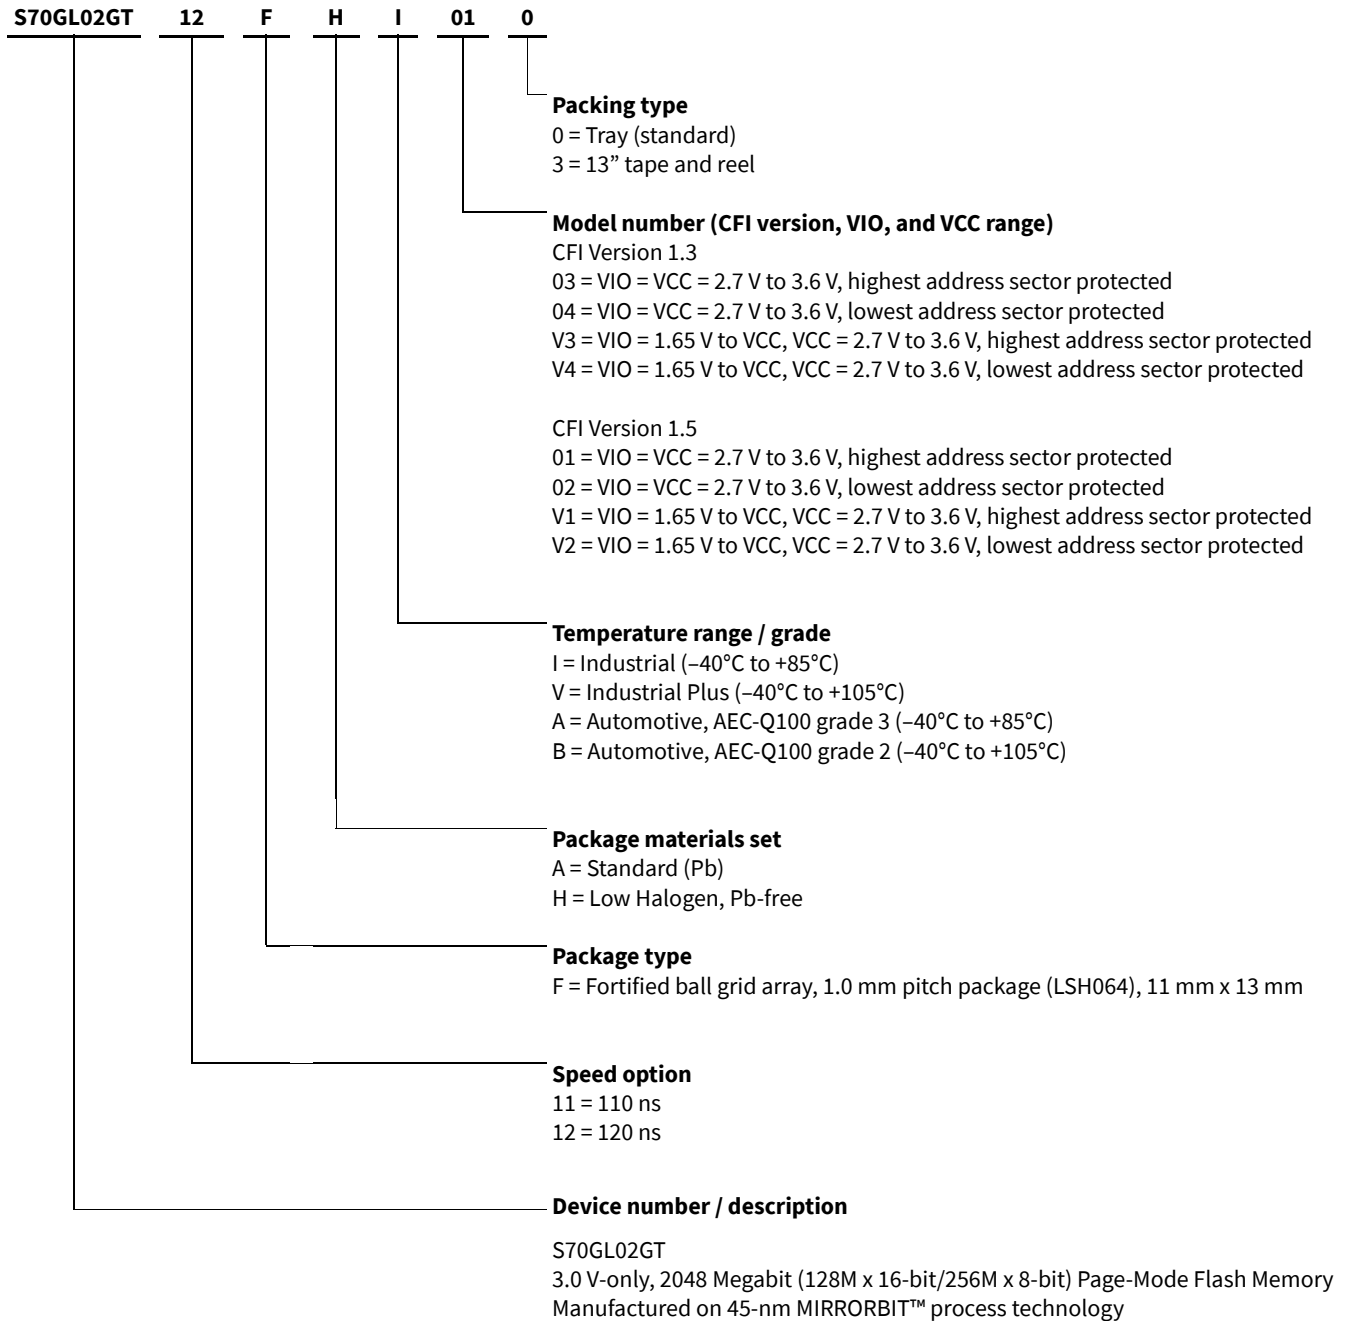 S70GL02GT 12 F H I 01 0
Packing type
0 = Tray (standard)
3 = 13” tape and reel
Model number (CFI version, VIO, and VCC range)
CFI Version 1.3
03 = VIO = VCC = 2.7 V to 3.6 V, highest address sector protected
04 = VIO = VCC = 2.7 V to 3.6 V, lowest address sector protected
V3 = VIO = 1.65 V to VCC, VCC = 2.7 V to 3.6 V, highest address sector protected
V4 = VIO = 1.65 V to VCC, VCC = 2.7 V to 3.6 V, lowest address sector protected
CFI Version 1.5
01 = VIO = VCC = 2.7 V to 3.6 V, highest address sector protected
02 = VIO = VCC = 2.7 V to 3.6 V, lowest address sector protected
V1 = VIO = 1.65 V to VCC, VCC = 2.7 V to 3.6 V, highest address sector protected
V2 = VIO = 1.65 V to VCC, VCC = 2.7 V to 3.6 V, lowest address sector protected
Temperature range / grade
I = Industrial (–40°C to +85°C)
V = Industrial Plus (–40°C to +105°C)
A = Automotive, AEC-Q100 grade 3 (–40°C to +85°C)
B = Automotive, AEC-Q100 grade 2 (–40°C to +105°C)
Package materials set
A = Standard (Pb)
H = Low Halogen, Pb-free
Package type
F = Fortified ball grid array, 1.0 mm pitch package (LSH064), 11 mm x 13 mm
Speed option
11 = 110 ns
12 = 120 ns
Device number / description
S70GL02GT
3.0 V-only, 2048 Megabit (128M x 16-bit/256M x 8-bit) Page-Mode Flash Memory
Manufactured on 45-nm MIRRORBIT™ process technology